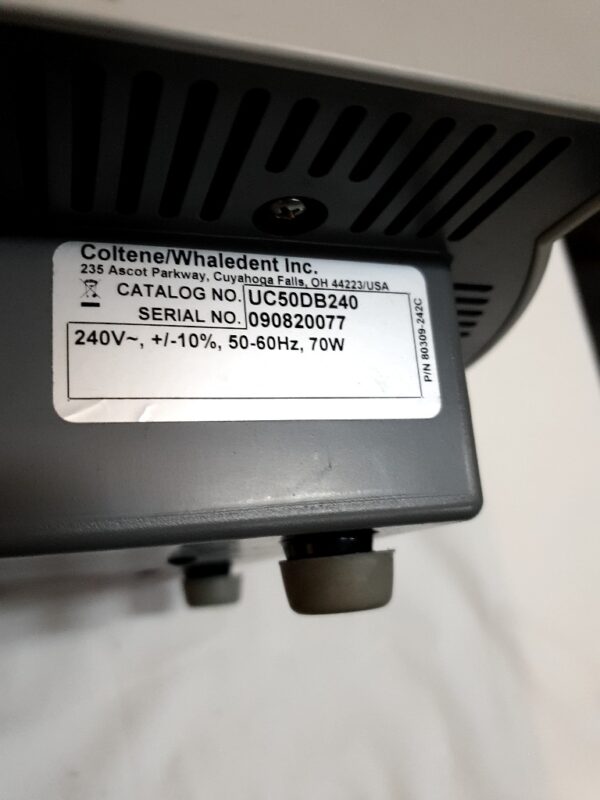 Coltene/Whaledent Inc.
235 Ascot Parkway, Cuyahoga Falls, OH 44223/USA
CATALOG NO. UC50DB240
SERIAL NO. 090820077
240V~, +/-10%, 50-60Hz, 70W
P/N 80309-242C